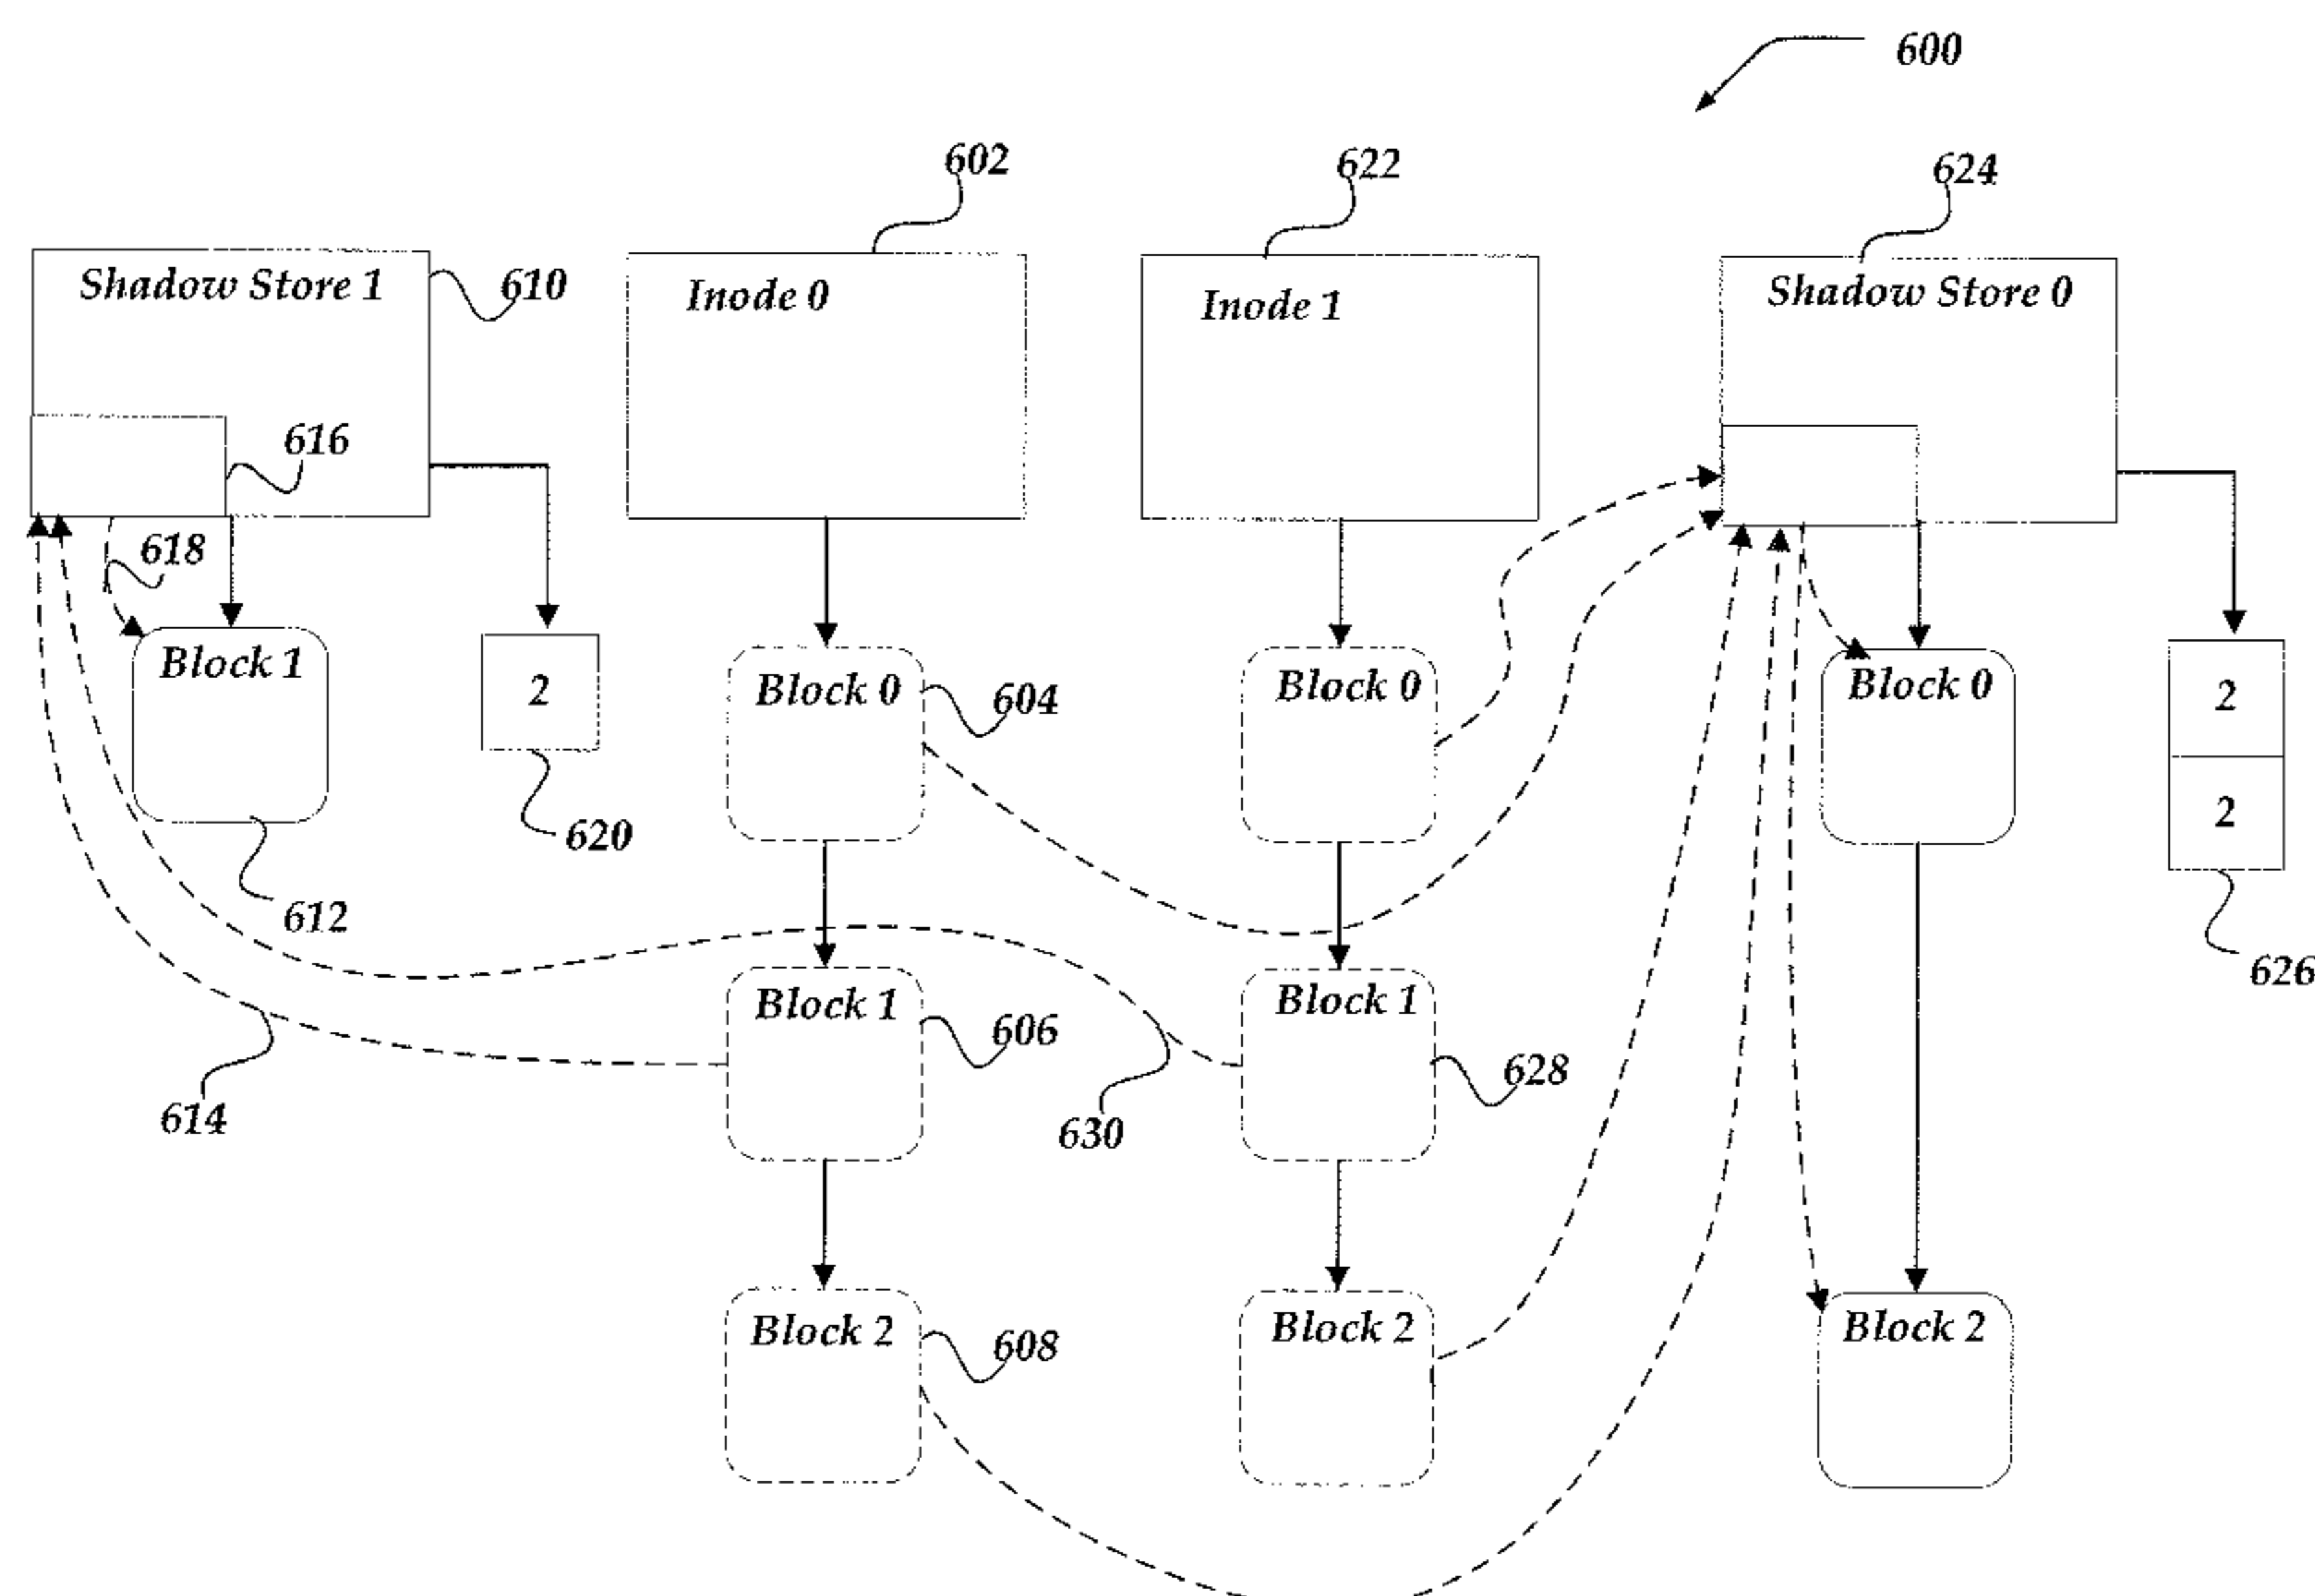 600
602
622
624
Shadow Store 1
610
Inode 0
Inode 1
Shadow Store 0
616
618
Block 1
2
Block 0
604
Block 0
Block 0
2
2
620
612
626
Block 1
606
Block 1
628
614
630
Block 2
608
Block 2
Block 2